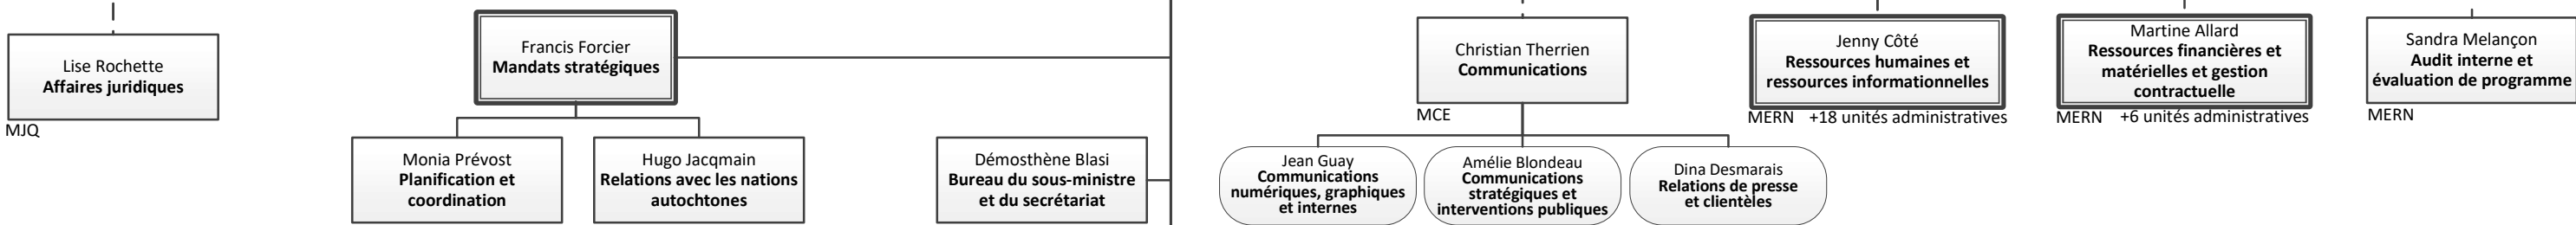 Lise Rochette
Affaires juridiques
MJQ
Francis Forcier
Mandats stratégiques
Monia Prévost
Planification et
coordination
Hugo Jacqmain
Relations avec les nations
autochtones
Démosthène Blasi
Bureau du sous-ministre
et du secrétariat
Christian Therrien
Communications
MCE
Jean Guay
Communications
numériques, graphiques
et internes
Amélie Blondeau
Communications
stratégiques et
interventions publiques
Dina Desmarais
Relations de presse
et clientèles
Jenny Côté
Ressources humaines et
ressources informationnelles
MERN +18 unités administratives
Martine Allard
Ressources financières et
matérielles et gestion
contractuelle
MERN +6 unités administratives
Sandra Melançon
Audit interne et
évaluation de programme
MERN